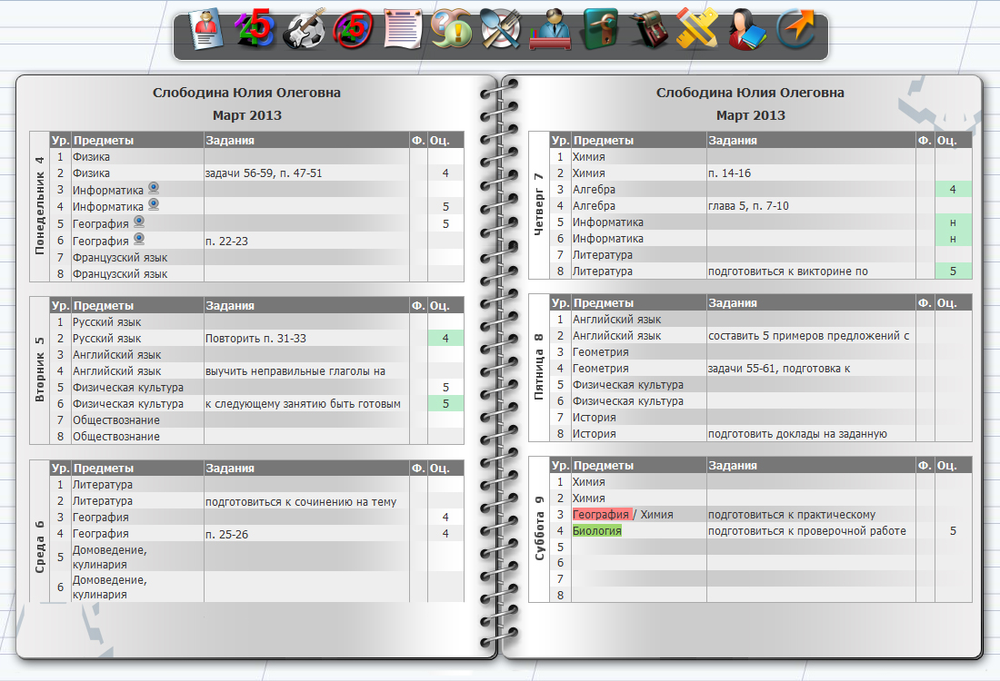 5
5
Слободина Юлия Олеговна
Март 2013
Понедельник 4
Ур. Предметы Задания Ф. Оц.
1 Физика
2 Физика задачи 56-59, п. 47-51 4
3 Информатика
4 Информатика 5
5 География 5
6 География п. 22-23
7 Французский язык
8 Французский язык
Вторник 5
Ур. Предметы Задания Ф. Оц.
1 Русский язык
2 Русский язык Повторить п. 31-33 4
3 Английский язык
4 Английский язык выучить неправильные глаголы на
5 Физическая культура 5
6 Физическая культура к следующему занятию быть готовым 5
7 Обществознание
8 Обществознание
Среда 6
Ур. Предметы Задания Ф. Оц.
1 Литература
2 Литература подготовиться к сочинению на тему
3 География 4
4 География п. 25-26 4
5 Домоведение,
кулинария
6 Домоведение,
кулинария
Слободина Юлия Олеговна
Март 2013
Четверг 7
Ур. Предметы Задания Ф. Оц.
1 Химия
2 Химия п. 14-16
3 Алгебра 4
4 Алгебра глава 5, п. 7-10
5 Информатика н
6 Информатика н
7 Литература
8 Литература подготовиться к викторине по 5
Пятница 8
Ур. Предметы Задания Ф. Оц.
1 Английский язык
2 Английский язык составить 5 примеров предложений с
3 Геометрия
4 Геометрия задачи 55-61, подготовка к
5 Физическая культура
6 Физическая культура
7 История
8 История подготовить доклады на заданную
Суббота 9
Ур. Предметы Задания Ф. Оц.
1 Химия
2 Химия
3 География / Химия подготовиться к практическому
4 Биология подготовиться к проверочной работе 5
5
6
7
8